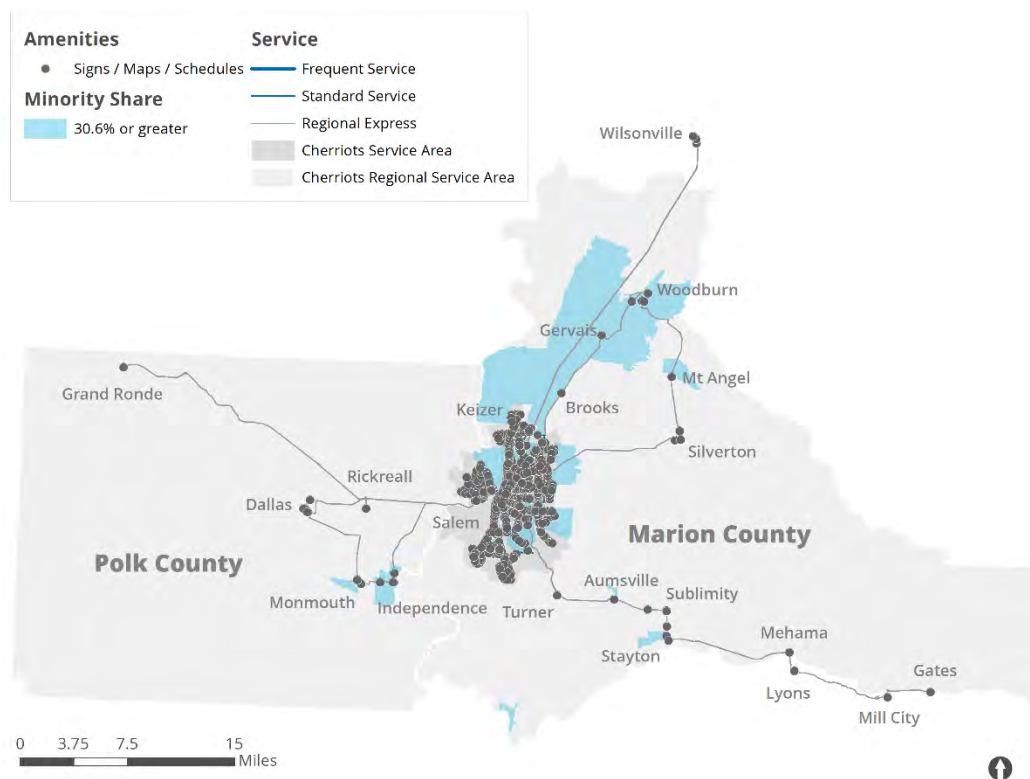 Amenities
Signs / Maps / Schedules
Minority Share
30.6% or greater
Service
Frequent Service
Standard Service
Regional Express
Cherriots Service Area
Cherriots Regional Service Area
Wilsonville
Woodburn
Gervais
Grand Ronde
Mt Angel
Keizer
Brooks
Silverton
Rickreall
Dallas
Salem
Marion County
Polk County
Aumsville
Sublimity
Monmouth
Independence
Turner
Mehama
Stayton
Gates
Lyons
Mill City
0 3.75 7.5 15
Miles